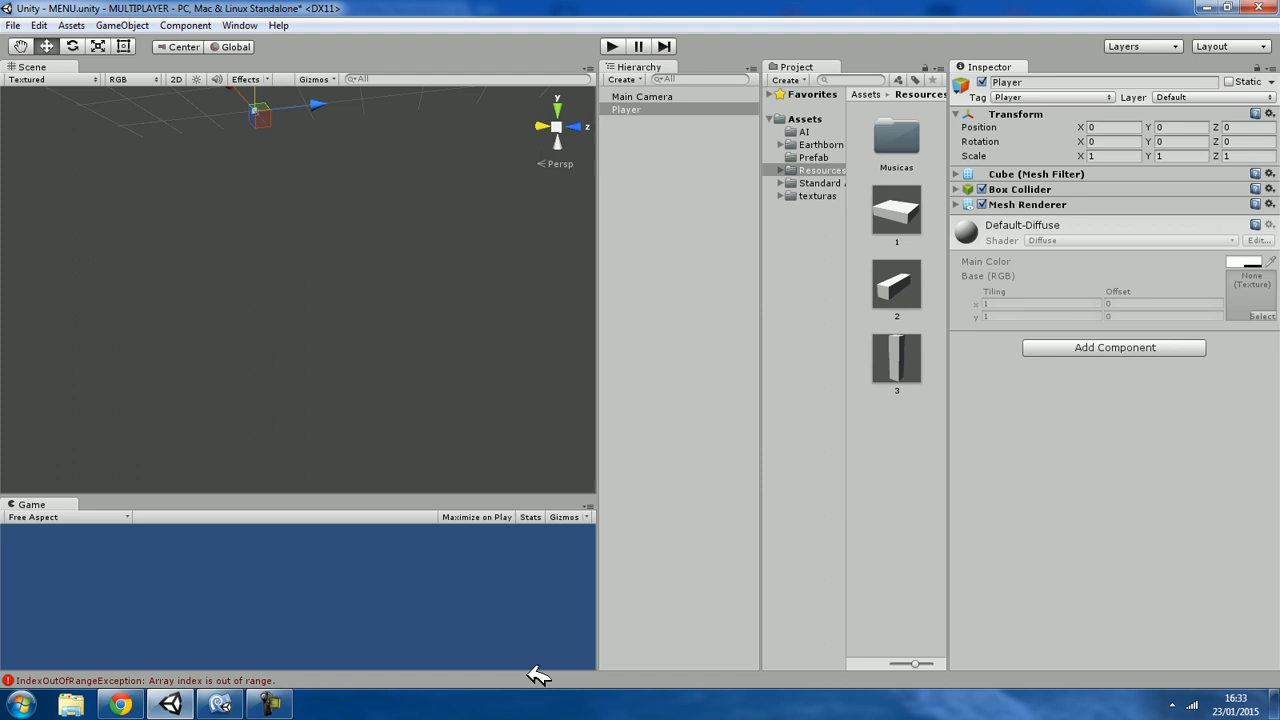 Unity - MENU.unity - MULTIPLAYER - PC, Mac & Linux Standalone* <DX11>
File Edit Assets GameObject Component Window Help
Center Global Layers Layout
Scene
Textured RGB 2D Effects Gizmos All
y
z
Persp
Game
Free Aspect Maximize on Play Stats Gizmos
Hierarchy
Create All
Main Camera
Player
Project
Create
Favorites
Assets
AI
Earthborn
Prefab
Resources
Standard
texturas
Assets Resources
Musicas
1
2
3
Inspector
Player Static
Tag Player Layer Default
Transform
Position X 0 Y 0 Z 0
Rotation X 0 Y 0 Z 0
Scale X 1 Y 1 Z 1
Cube (Mesh Filter)
Box Collider
Mesh Renderer
Default-Diffuse
Shader Diffuse Edit...
Main Color
Base (RGB)
None
(Texture)
Tiling Offset
x 1 0
y 1 0
Select
Add Component
IndexOutOfRangeException: Array index is out of range.
16:33
23/01/2015